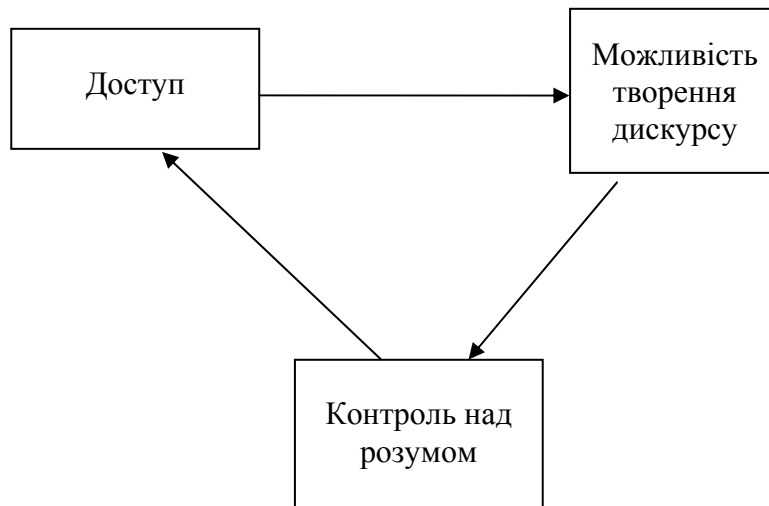 Доступ
Можливість
творення
дискурсу
Контроль над
розумом